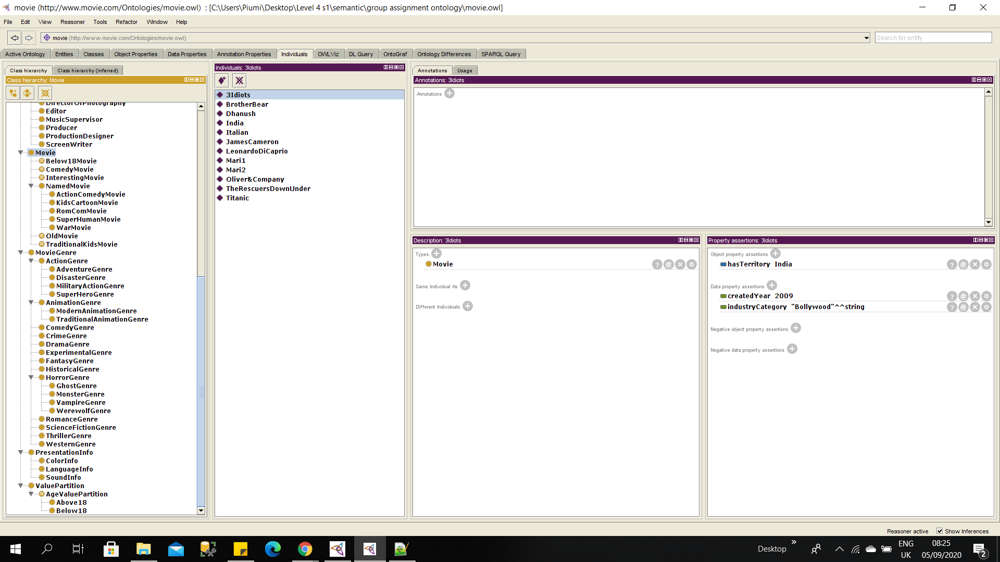 movie (http://www.movie.com/Ontologies/movie.owl) : [C:\Users\Piumi\Desktop\Level 4 s1\semantic\group assignment ontology\movie.owl]
File Edit View Reasoner Tools Refactor Window Help
movie (http://www.movie.com/Ontologies/movie.owl)
Search for entity
Active Ontology Entities Classes Object Properties Data Properties Annotation Properties Individuals OWLViz DL Query OntoGraf Ontology Differences SPARQL Query
Class hierarchy Class hierarchy (inferred)
Class hierarchy: Movie
DirectorOfPhotography
Editor
MusicSupervisor
Producer
ProductionDesigner
ScreenWriter
Movie
Below18Movie
ComedyMovie
InterestingMovie
NamedMovie
ActionComedyMovie
KidsCartoonMovie
RomComMovie
SuperHumanMovie
WarMovie
OldMovie
TraditionalKidsMovie
MovieGenre
ActionGenre
AdventureGenre
DisasterGenre
MilitaryActionGenre
SuperHeroGenre
AnimationGenre
ModernAnimationGenre
TraditionalAnimationGenre
ComedyGenre
CrimeGenre
DramaGenre
ExperimentalGenre
FantasyGenre
HistoricalGenre
HorrorGenre
GhostGenre
MonsterGenre
VampireGenre
WerewolfGenre
RomanceGenre
ScienceFictionGenre
ThrillerGenre
WesternGenre
PresentationInfo
ColorInfo
LanguageInfo
SoundInfo
ValuePartition
AgeValuePartition
Above18
Below18
Individuals: 3Idiots
3Idiots
BrotherBear
Dhanush
India
Italian
JamesCameron
LeonardoDiCaprio
Mari1
Mari2
Oliver&Company
TheRescuersDownUnder
Titanic
Annotations Usage
Annotations: 3Idiots
Annotations
Description: 3Idiots
Types
Movie
Same Individual As
Different Individuals
Property assertions: 3Idiots
Object property assertions
hasTerritory India
Data property assertions
createdYear 2009
industryCategory "Bollywood"^^string
Negative object property assertions
Negative data property assertions
Reasoner active Show Inferences
Desktop
ENG
UK
08:25
05/09/2020
2